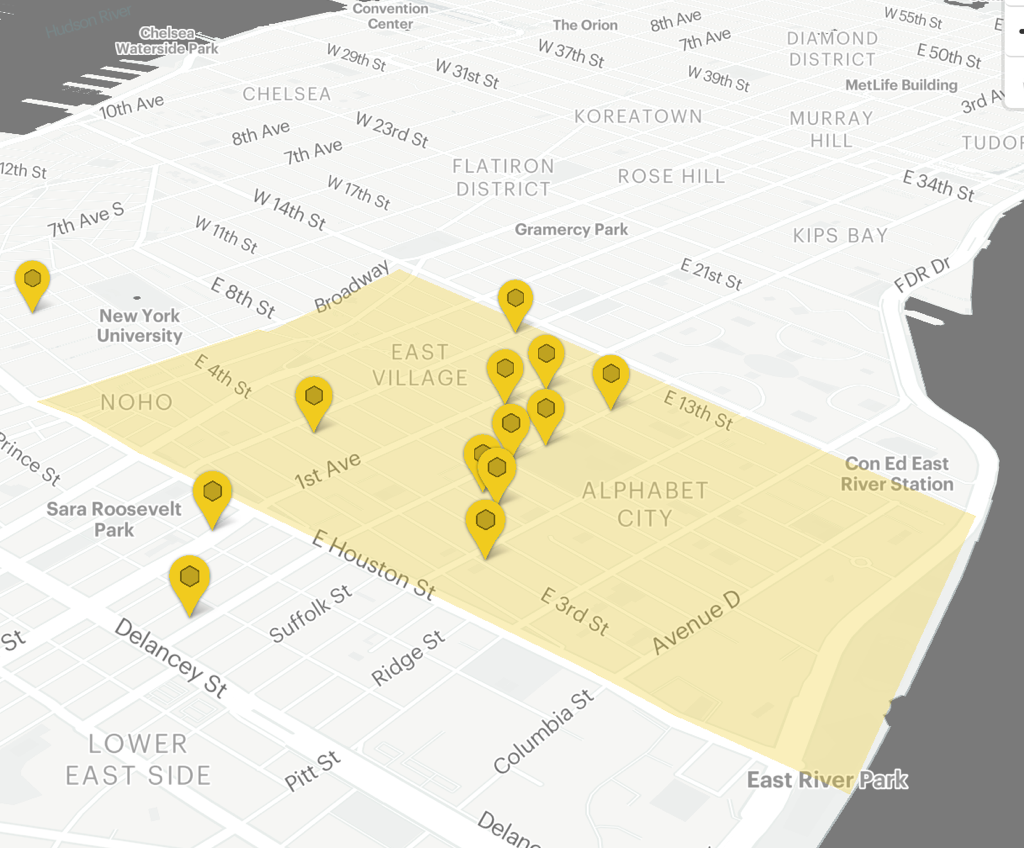 Hudson River
Convention
Center
Chelsea
Waterside Park
The Orion
8th Ave
7th Ave
W 55th St
E 50th St
DIAMOND
DISTRICT
W 29th St
W 31st St
W 37th St
W 39th St
MetLife Building
3rd Av
10th Ave
CHELSEA
8th Ave
7th Ave
W 23rd St
KOREATOWN
MURRAY
HILL
TUDOR
12th St
FLATIRON
DISTRICT
ROSE HILL
E 34th St
7th Ave S
W 17th St
W 14th St
W 11th St
Gramercy Park
KIPS BAY
E 21st St
FDR Dr
Broadway
E 8th St
New York
University
EAST
VILLAGE
E 4th St
NOHO
E 13th St
Prince St
1st Ave
Con Ed East
River Station
ALPHABET
CITY
Sara Roosevelt
Park
E Houston St
Suffolk St
E 3rd St
Avenue D
St
Delancey St
Ridge St
Columbia St
LOWER
EAST SIDE
Pitt St
East River Park
Delanc